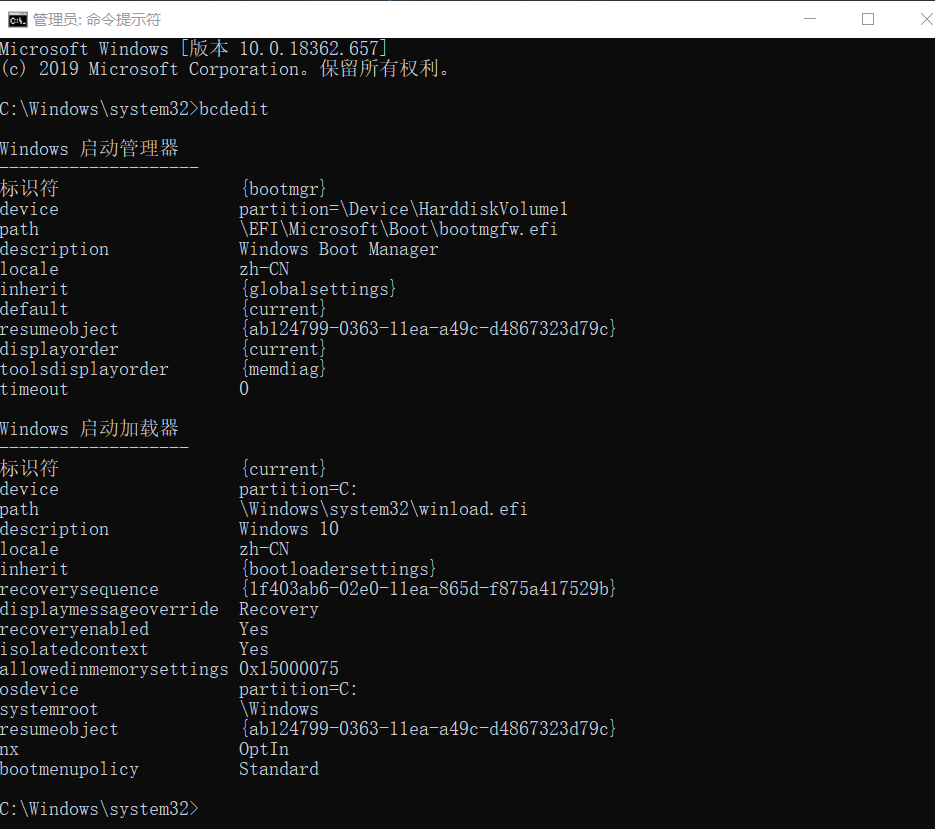 管理员: 命令提示符
Microsoft Windows [版本 10.0.18362.657]
(c) 2019 Microsoft Corporation。保留所有权利。
C:\Windows\system32>bcdedit
Windows 启动管理器
--------------------
标识符 {bootmgr}
device partition=\Device\HarddiskVolume1
path \EFI\Microsoft\Boot\bootmgfw.efi
description Windows Boot Manager
locale zh-CN
inherit {globalsettings}
default {current}
resumeobject {ab124799-0363-11ea-a49c-d4867323d79c}
displayorder {current}
toolsdisplayorder {memdiag}
timeout 0
Windows 启动加载器
-------------------
标识符 {current}
device partition=C:
path \Windows\system32\winload.efi
description Windows 10
locale zh-CN
inherit {bootloadersettings}
recoverysequence {1f403ab6-02e0-11ea-865d-f875a417529b}
displaymessageoverride Recovery
recoveryenabled Yes
isolatedcontext Yes
allowedinmemorysettings 0x15000075
osdevice partition=C:
systemroot \Windows
resumeobject {ab124799-0363-11ea-a49c-d4867323d79c}
nx OptIn
bootmenupolicy Standard
C:\Windows\system32>